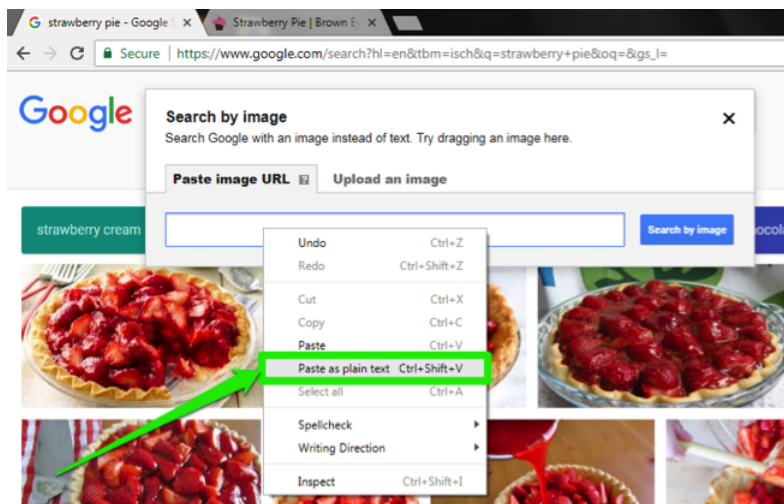 strawberry pie - Google S
Strawberry Pie | Brown Ey
Secure | https://www.google.com/search?hl=en&tbm=isch&q=strawberry+pie&oq=&gs_l=
Google
Search by image
Search Google with an image instead of text. Try dragging an image here.
Paste image URL ?
Upload an image
strawberry cream
Search by image
ocola
Undo Ctrl+Z
Redo Ctrl+Shift+Z
Cut Ctrl+X
Copy Ctrl+C
Paste Ctrl+V
Paste as plain text Ctrl+Shift+V
Select all Ctrl+A
Spellcheck
Writing Direction
Inspect Ctrl+Shift+I